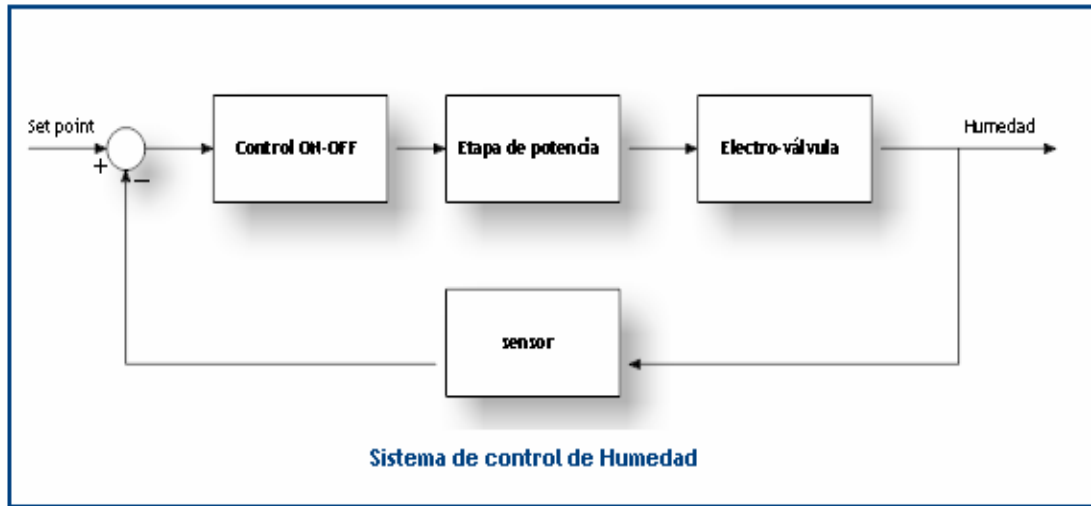 Set point
+
−
Control ON-OFF
Etapa de potencia
Electro-válvula
Humedad
sensor
Sistema de control de Humedad